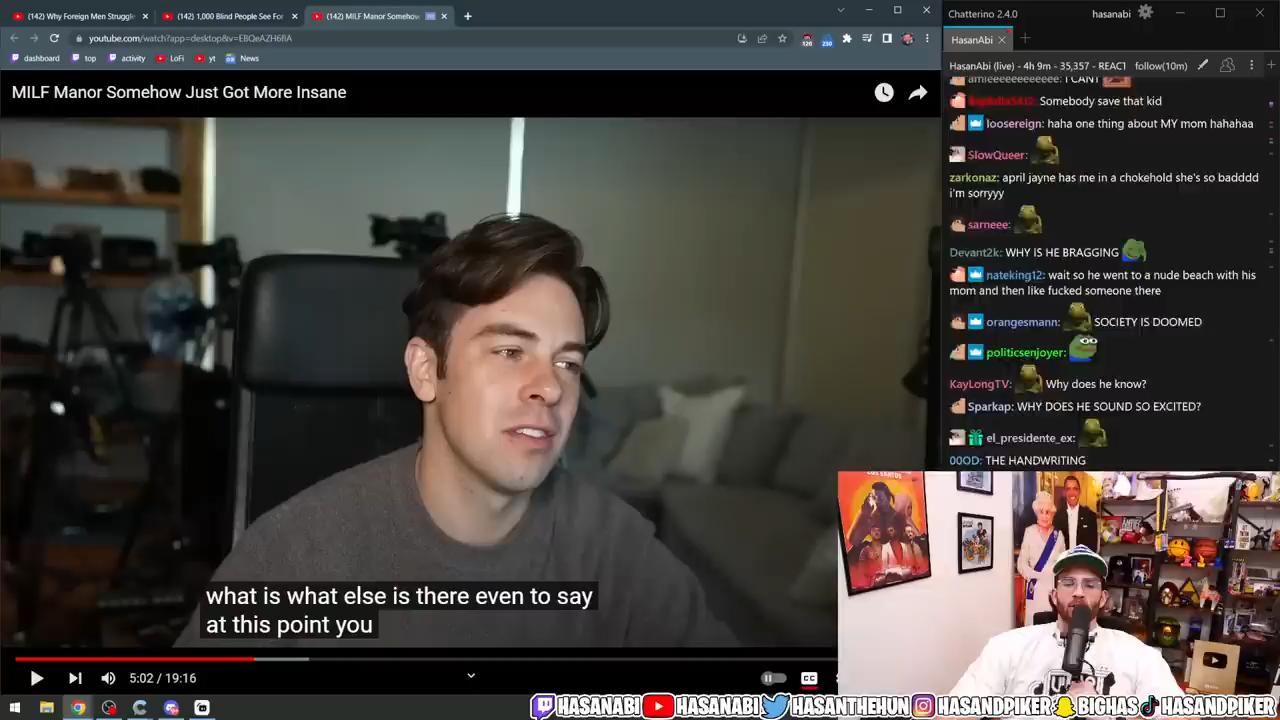 (142) Why Foreign Men Struggle
(142) 1,000 Blind People See For
(142) MILF Manor Somehow
youtube.com/watch?app=desktop&v=EBQeAZH6flA
dashboard
top
activity
LoFi
yt
News
MILF Manor Somehow Just Got More Insane
what is what else is there even to say
at this point you
5:02 / 19:16
CC
Chatterino 2.4.0
hasanabi
HasanAbi
HasanAbi (live) - 4h 9m - 35,357 - REACT
follow(10m)
amieeeeeeeeeee: I CANT
Somebody save that kid
loosereign: haha one thing about MY mom hahahaa
SlowQueer:
zarkonaz: april jayne has me in a chokehold she's so badddd
i'm sorryyy
sarneee:
Devant2k: WHY IS HE BRAGGING
nateking12: wait so he went to a nude beach with his
mom and then like fucked someone there
orangesmann: SOCIETY IS DOOMED
politicsenjoyer:
KayLongTV: Why does he know?
Sparkap: WHY DOES HE SOUND SO EXCITED?
el_presidente_ex:
00OD: THE HANDWRITING
HASANABI
HASANABI
HASANTHEHUN
HASANDPIKER
BIGHAS
HASANDPIKER